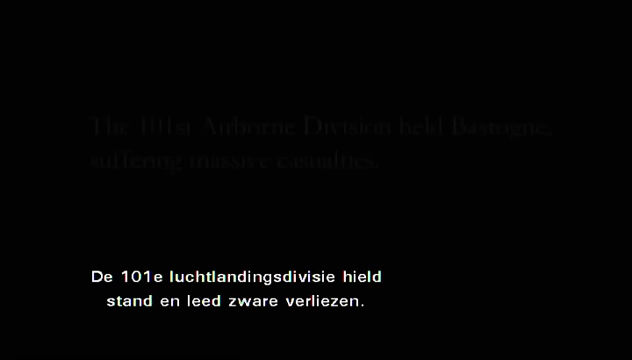 The 101st Airborne Division held Bastogne,
suffering massive casualties.
De 101e luchtlandingsdivisie hield
stand en leed zware verliezen.